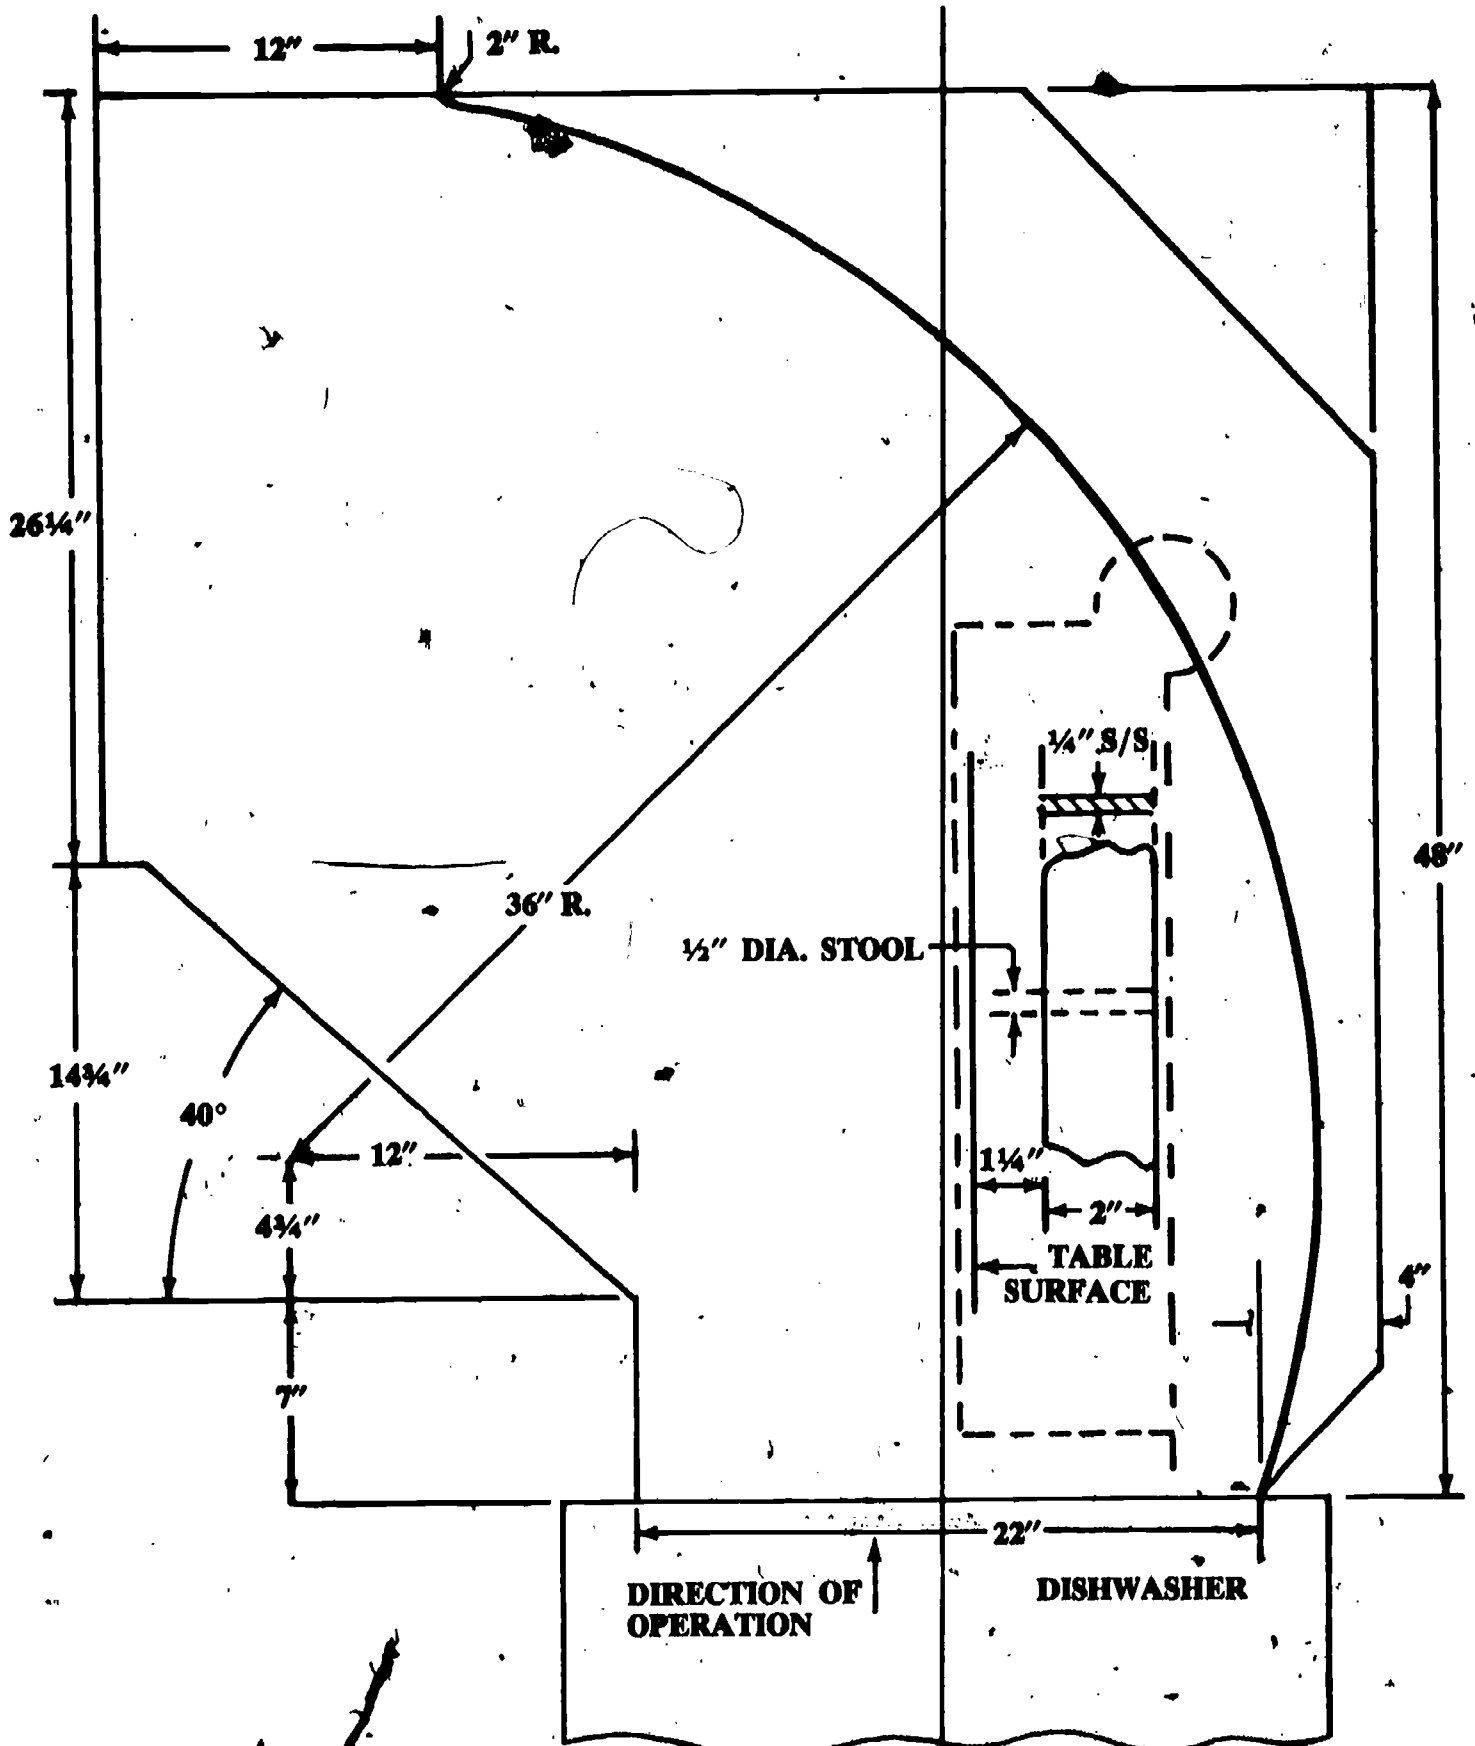 12″
2″ R.
26¼″
¼″ S/S
48″
36″ R.
½″ DIA. STOOL
14¾″
40°
12″
1¼″
4¾″
2″
TABLE
SURFACE
4″
7″
22″
DIRECTION OF
OPERATION
DISHWASHER